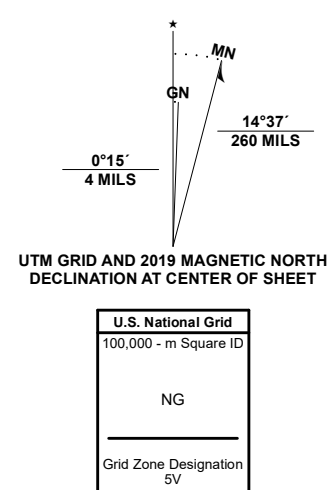 ★
MN
GN
14°37´
260 MILS
0°15´
4 MILS
UTM GRID AND 2019 MAGNETIC NORTH
DECLINATION AT CENTER OF SHEET
U.S. National Grid
100,000 - m Square ID
NG
Grid Zone Designation
5V